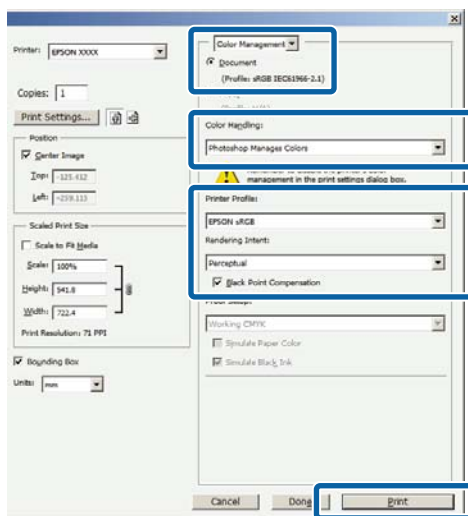 Printer: EPSON XXXX
Copies: 1
Print Settings...
Position
Center Image
Top: -125.412
Left: -259.113
Scaled Print Size
Scale to Fit Media
Scale: 100%
Height: 541.8
Width: 722.4
Print Resolution: 71 PPI
Bounding Box
Units: mm
Color Management
Document
(Profile: sRGB IEC61966-2.1)
Color Handling:
Photoshop Manages Colors
management in the print settings dialog box.
Printer Profile:
EPSON sRGB
Rendering Intent:
Perceptual
Black Point Compensation
Working CMYK
Simulate Paper Color
Simulate Black Ink
Cancel
Done
Print